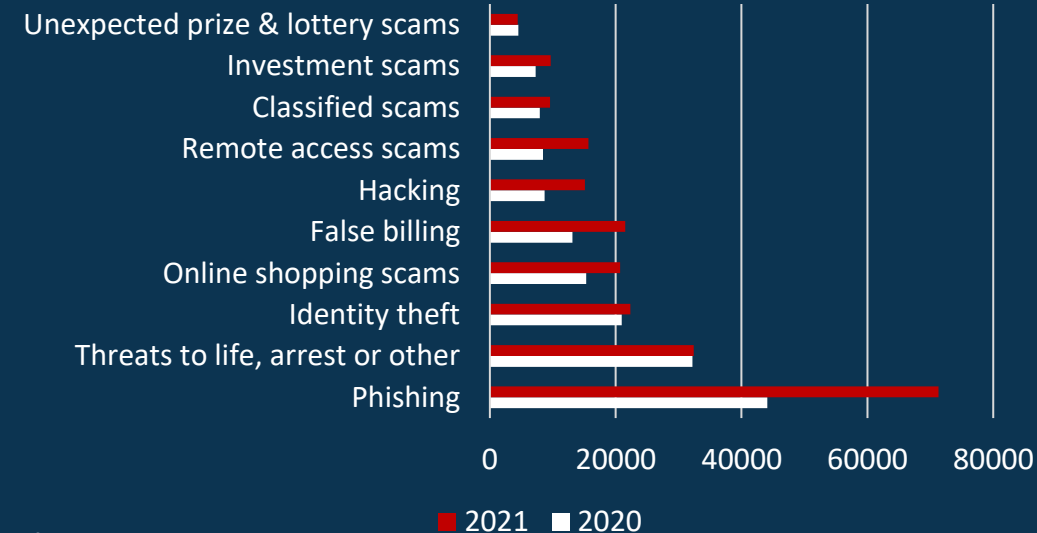 Unexpected prize & lottery scams
Investment scams
Classified scams
Remote access scams
Hacking
False billing
Online shopping scams
Identity theft
Threats to life, arrest or other
Phishing
0 20000 40000 60000 80000
2021 2020